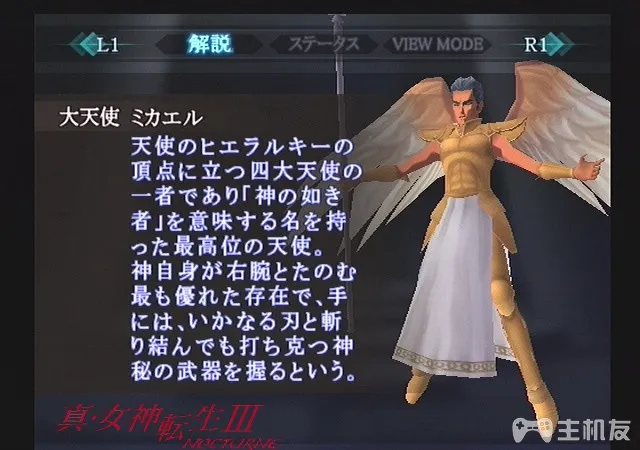 L1 解説 ステータス VIEW MODE R1
大天使 ミカエル
天使のヒエラルキーの
頂点に立つ四大天使の
一者であり「神の如き
者」を意味する名を持
った最高位の天使。
神自身が右腕とたのむ
最も優れた存在で、手
には、いかなる刃と斬
り結んでも打ち克つ神
秘の武器を握るという。
真・女神転生III
NOCTURNE
主机友